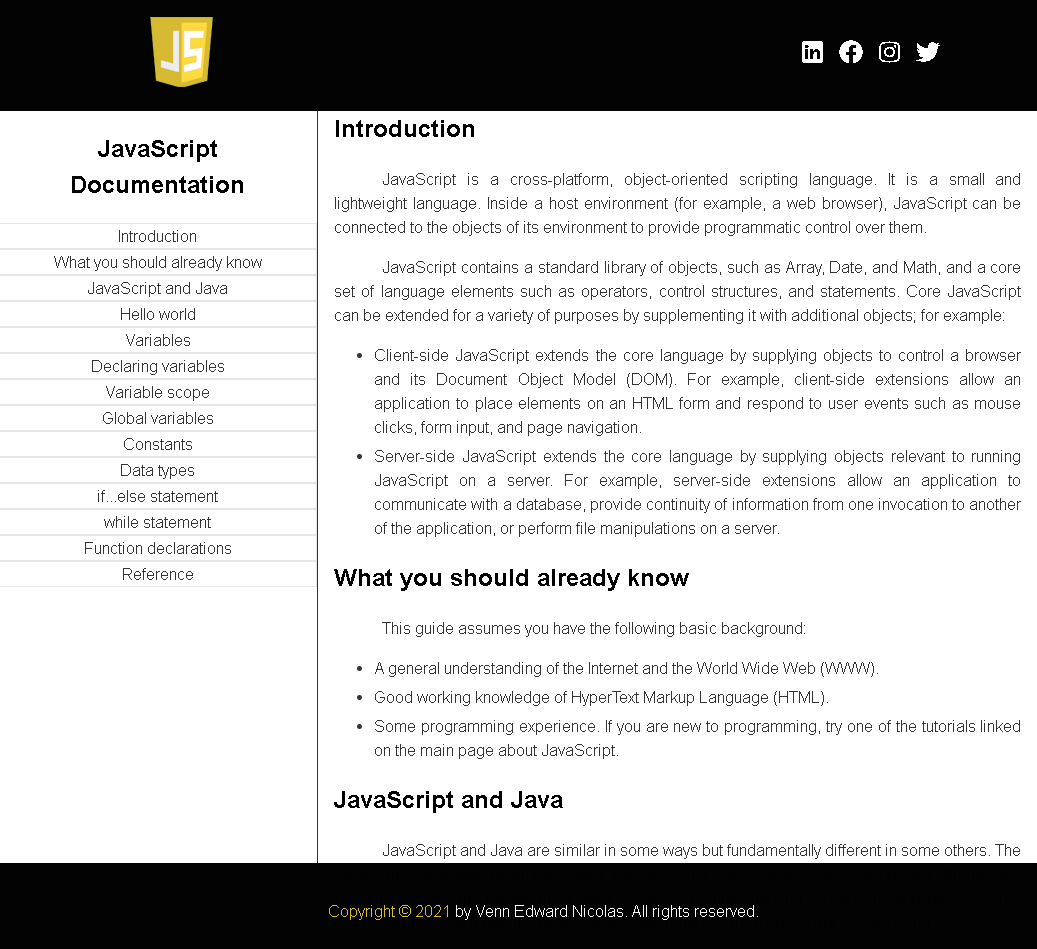 JS
JavaScript
Documentation
Introduction
What you should already know
JavaScript and Java
Hello world
Variables
Declaring variables
Variable scope
Global variables
Constants
Data types
if...else statement
while statement
Function declarations
Reference
Introduction
JavaScript is a cross-platform, object-oriented scripting language. It is a small and
lightweight language. Inside a host environment (for example, a web browser), JavaScript can be
connected to the objects of its environment to provide programmatic control over them.
JavaScript contains a standard library of objects, such as Array, Date, and Math, and a core
set of language elements such as operators, control structures, and statements. Core JavaScript
can be extended for a variety of purposes by supplementing it with additional objects; for example:
• Client-side JavaScript extends the core language by supplying objects to control a browser
and its Document Object Model (DOM). For example, client-side extensions allow an
application to place elements on an HTML form and respond to user events such as mouse
clicks, form input, and page navigation.
• Server-side JavaScript extends the core language by supplying objects relevant to running
JavaScript on a server. For example, server-side extensions allow an application to
communicate with a database, provide continuity of information from one invocation to another
of the application, or perform file manipulations on a server.
What you should already know
This guide assumes you have the following basic background:
• A general understanding of the Internet and the World Wide Web (WWW).
• Good working knowledge of HyperText Markup Language (HTML).
• Some programming experience. If you are new to programming, try one of the tutorials linked
on the main page about JavaScript.
JavaScript and Java
JavaScript and Java are similar in some ways but fundamentally different in some others. The
Copyright © 2021 by Venn Edward Nicolas. All rights reserved.